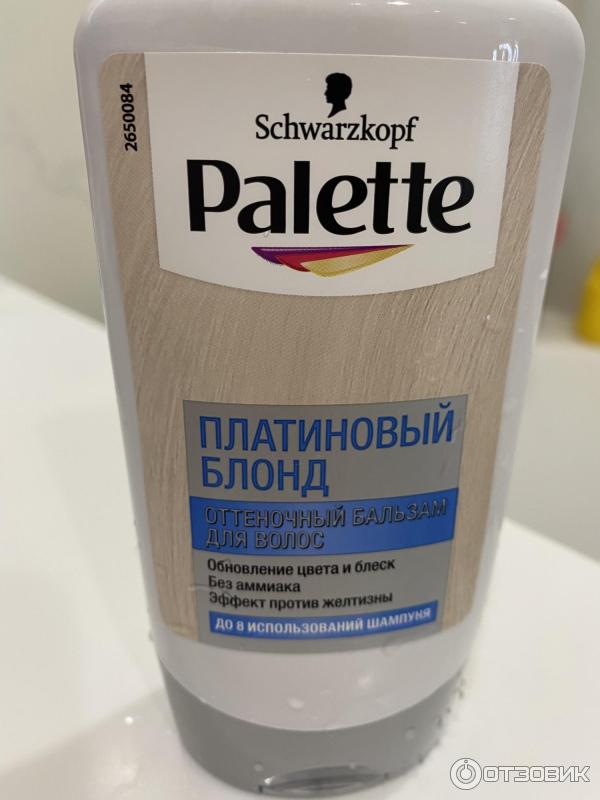 2650084
Schwarzkopf
Palette
ПЛАТИНОВЫЙ
БЛОНД
ОТТЕНОЧНЫЙ БАЛЬЗАМ
ДЛЯ ВОЛОС
Обновление цвета и блеск
Без аммиака
Эффект против желтизны
ДО 8 ИСПОЛЬЗОВАНИЙ ШАМПУНЯ
ОТЗОВИК